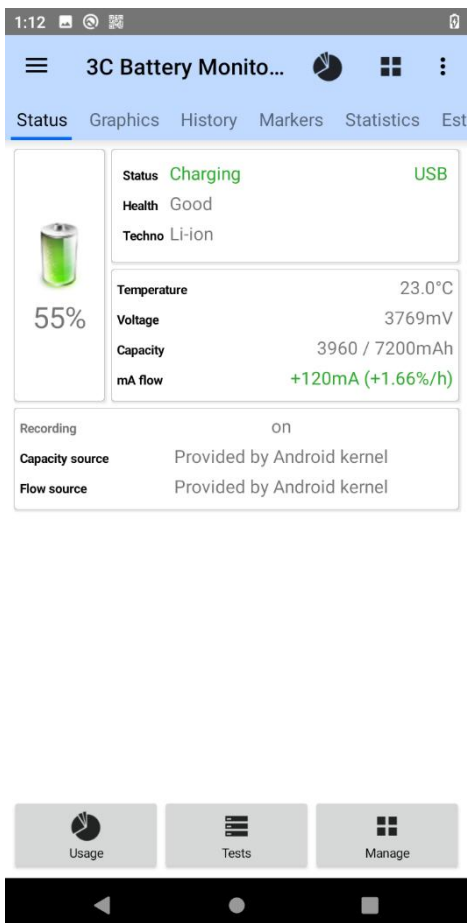 1:12
3C Battery Monito...
Status Graphics History Markers Statistics Est
Status Charging USB
Health Good
Techno Li-ion
55%
Temperature 23.0°C
Voltage 3769mV
Capacity 3960 / 7200mAh
mA flow +120mA (+1.66%/h)
Recording on
Capacity source Provided by Android kernel
Flow source Provided by Android kernel
Usage Tests Manage